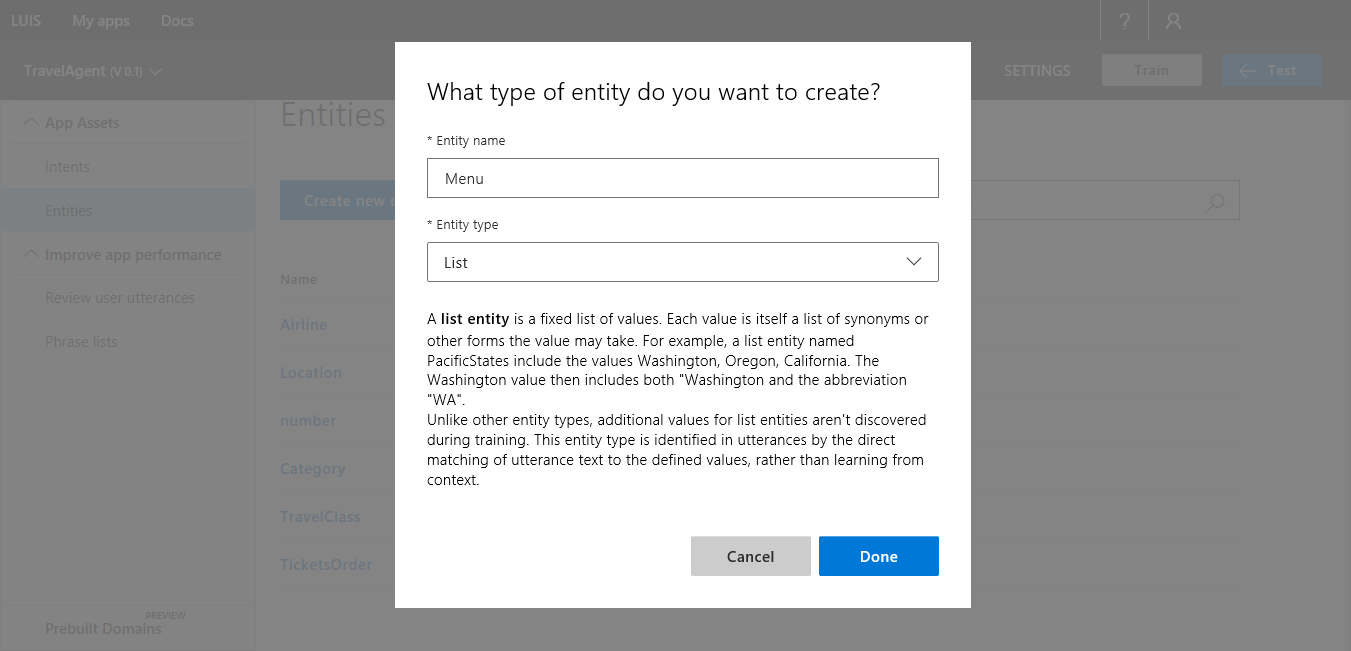 LUIS My apps Docs ?
TravelAgent (V 0.1) SETTINGS Train Test
App Assets
Intents
Entities
Improve app performance
Review user utterances
Phrase lists
PREVIEW
Prebuilt Domains
Entities
Create new e
Name
Airline
Location
number
Category
TravelClass
TicketsOrder
What type of entity do you want to create?
* Entity name
Menu
* Entity type
List
A list entity is a fixed list of values. Each value is itself a list of synonyms or
other forms the value may take. For example, a list entity named
PacificStates include the values Washington, Oregon, California. The
Washington value then includes both "Washington and the abbreviation
"WA".
Unlike other entity types, additional values for list entities aren't discovered
during training. This entity type is identified in utterances by the direct
matching of utterance text to the defined values, rather than learning from
context.
Cancel Done